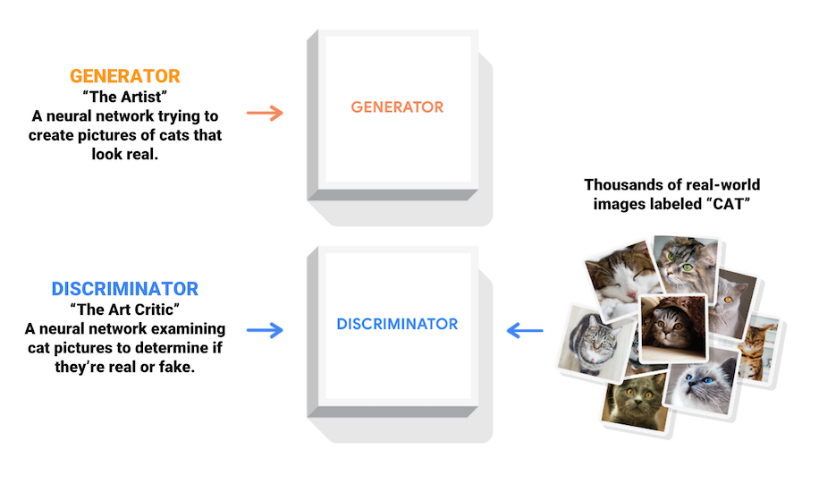 GENERATOR
“The Artist”
A neural network trying to
create pictures of cats that
look real.
GENERATOR
Thousands of real-world
images labeled “CAT”
DISCRIMINATOR
“The Art Critic”
A neural network examining
cat pictures to determine if
they’re real or fake.
DISCRIMINATOR